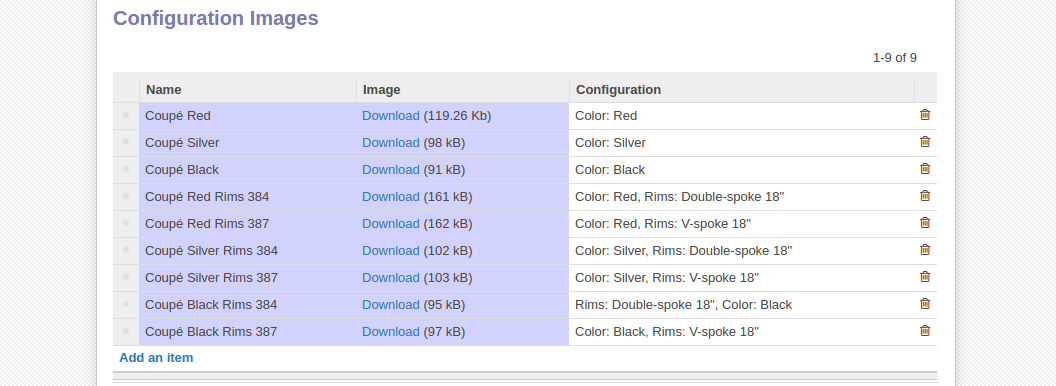 Configuration Images
1-9 of 9
Name Image Configuration
Coupé Red Download (119.26 Kb) Color: Red
Coupé Silver Download (98 kB) Color: Silver
Coupé Black Download (91 kB) Color: Black
Coupé Red Rims 384 Download (161 kB) Color: Red, Rims: Double-spoke 18"
Coupé Red Rims 387 Download (162 kB) Color: Red, Rims: V-spoke 18"
Coupé Silver Rims 384 Download (102 kB) Color: Silver, Rims: Double-spoke 18"
Coupé Silver Rims 387 Download (103 kB) Color: Silver, Rims: V-spoke 18"
Coupé Black Rims 384 Download (95 kB) Rims: Double-spoke 18", Color: Black
Coupé Black Rims 387 Download (97 kB) Color: Black, Rims: V-spoke 18"
Add an item